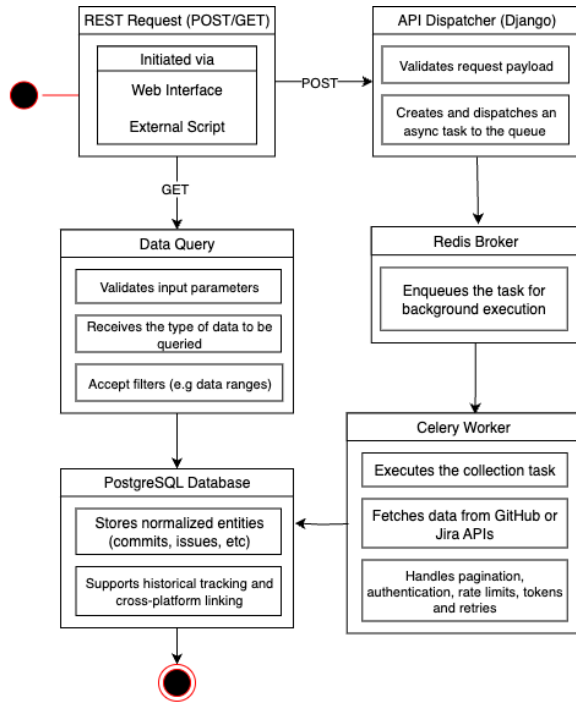 REST Request (POST/GET)
Initiated via
Web Interface
External Script
POST
API Dispatcher (Django)
Validates request payload
Creates and dispatches an
async task to the queue
GET
Data Query
Validates input parameters
Receives the type of data to be
queried
Accept filters (e.g data ranges)
Redis Broker
Enqueues the task for
background execution
Celery Worker
Executes the collection task
Fetches data from GitHub or
Jira APIs
Handles pagination,
authentication, rate limits, tokens
and retries
PostgreSQL Database
Stores normalized entities
(commits, issues, etc)
Supports historical tracking and
cross-platform linking